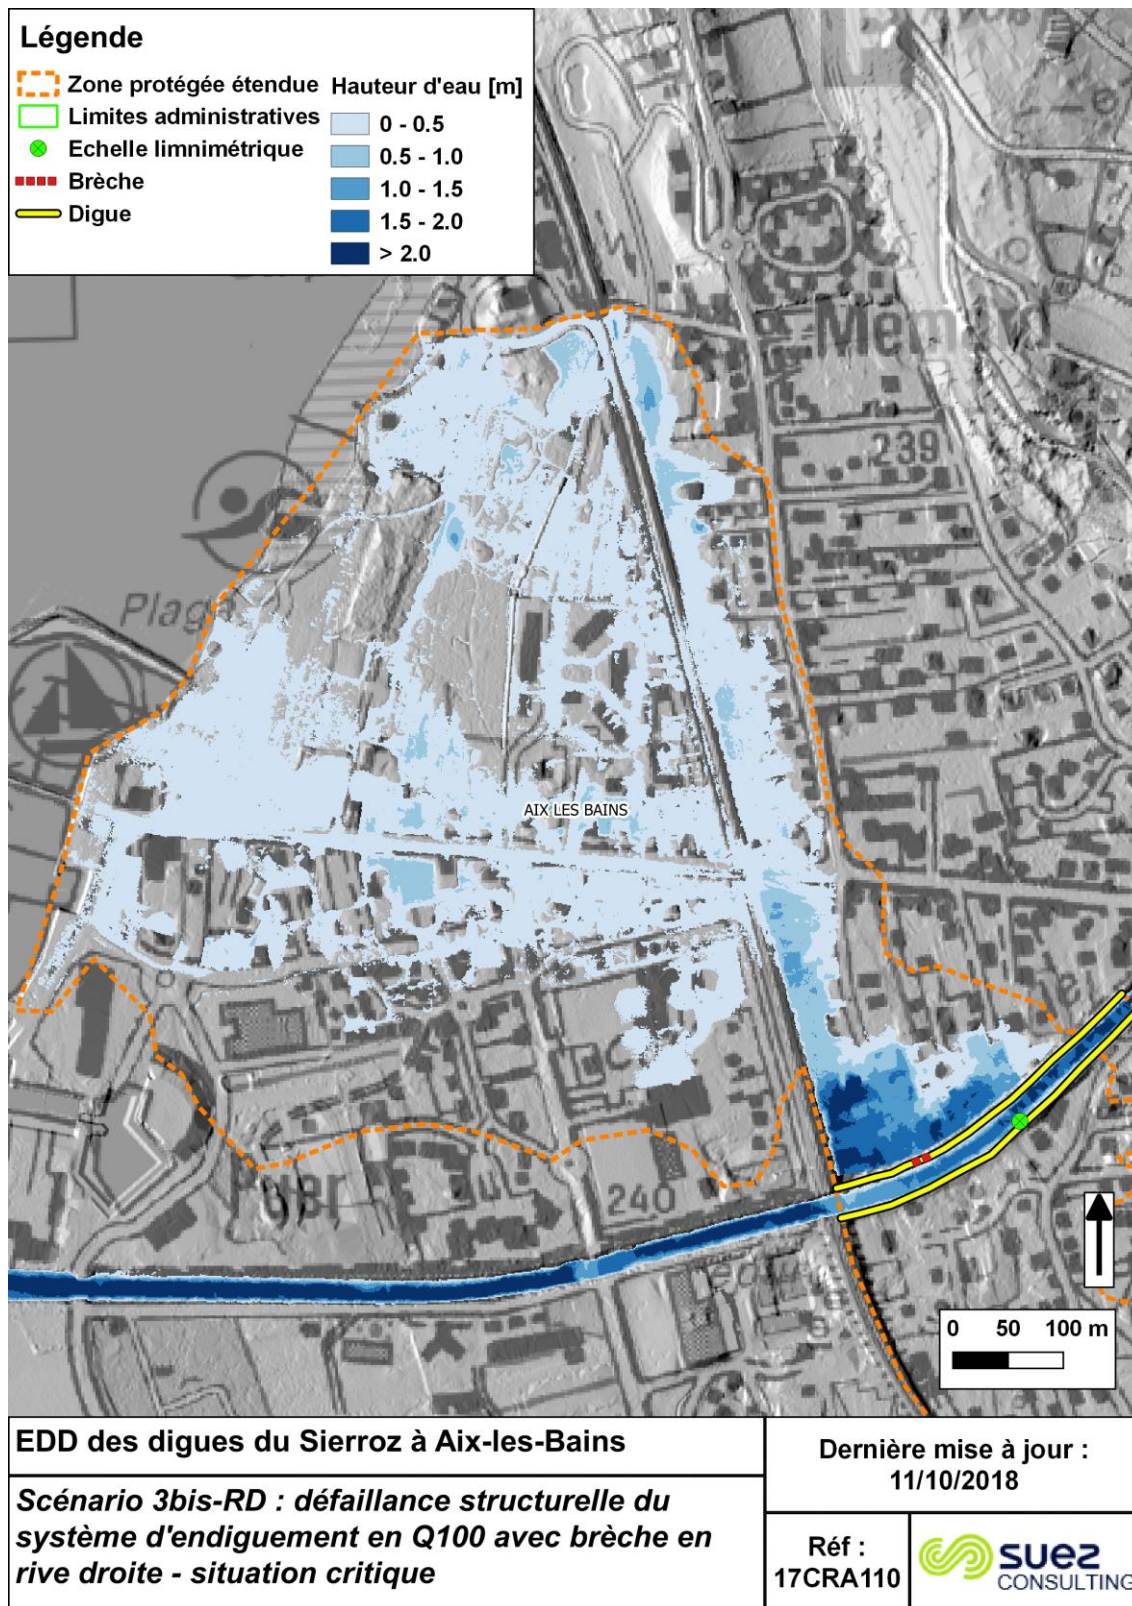 Légende
Zone protégée étendue
Limites administratives
Echelle limnimétrique
Brèche
Digue
Hauteur d'eau [m]
0 - 0.5
0.5 - 1.0
1.0 - 1.5
1.5 - 2.0
> 2.0
239
Plage
AIX LES BAINS
240
0 50 100 m
EDD des digues du Sierroz à Aix-les-Bains
Scénario 3bis-RD : défaillance structurelle du
système d'endiguement en Q100 avec brèche en
rive droite - situation critique
Dernière mise à jour :
11/10/2018
Réf :
17CRA110
suez
CONSULTING